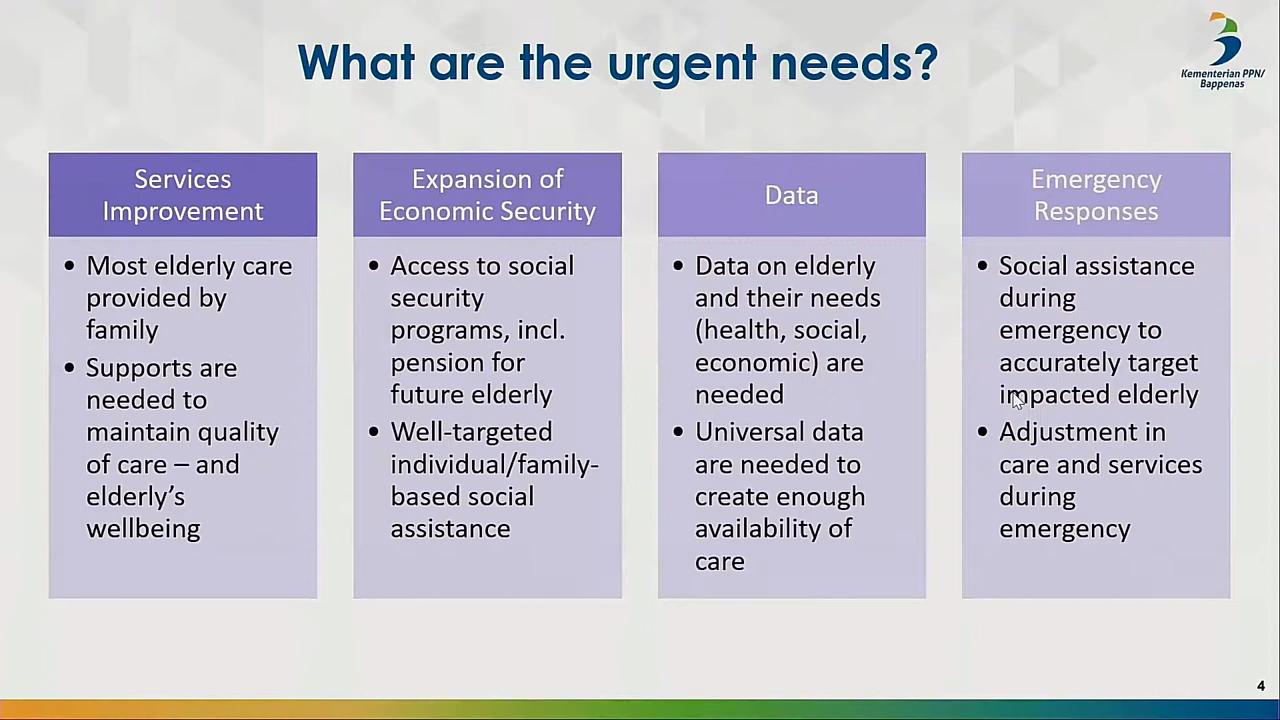 What are the urgent needs?
Kementerian PPN/
Bappenas
Services
Improvement
• Most elderly care
provided by
family
• Supports are
needed to
maintain quality
of care – and
elderly’s
wellbeing
Expansion of
Economic Security
• Access to social
security
programs, incl.
pension for
future elderly
• Well-targeted
individual/family-
based social
assistance
Data
• Data on elderly
and their needs
(health, social,
economic) are
needed
• Universal data
are needed to
create enough
availability of
care
Emergency
Responses
• Social assistance
during
emergency to
accurately target
impacted elderly
• Adjustment in
care and services
during
emergency
4